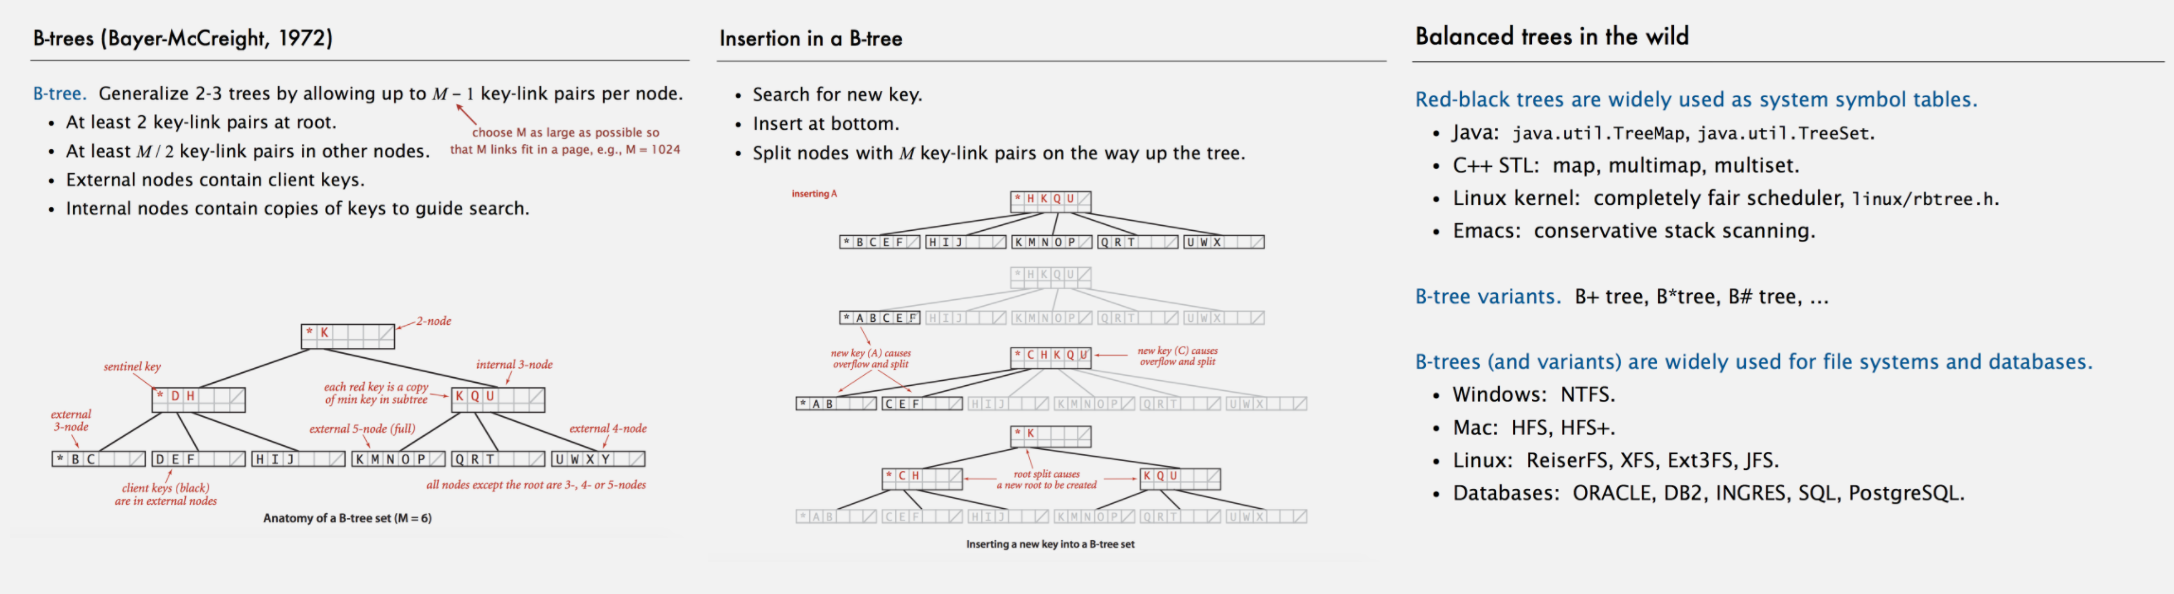 B-trees (Bayer-McCreight, 1972)
B-tree. Generalize 2-3 trees by allowing up to M – 1 key-link pairs per node.
• At least 2 key-link pairs at root.
• At least M / 2 key-link pairs in other nodes.
• External nodes contain client keys.
• Internal nodes contain copies of keys to guide search.
choose M as large as possible so
that M links fit in a page, e.g., M = 1024
* K
2-node
sentinel key
internal 3-node
* D H
each red key is a copy
of min key in subtree
K Q U
external
3-node
external 5-node (full)
external 4-node
* B C
D E F
H I J
K M N O P
Q R T
U W X Y
client keys (black)
are in external nodes
all nodes except the root are 3-, 4- or 5-nodes
Anatomy of a B-tree set (M = 6)
Insertion in a B-tree
• Search for new key.
• Insert at bottom.
• Split nodes with M key-link pairs on the way up the tree.
inserting A
* H K Q U
* B C E F
H I J
K M N O P
Q R T
U W X
* H K Q U
* A B C E F
H I J
K M N O P
Q R T
U W X
new key (A) causes
overflow and split
* C H K Q U
new key (C) causes
overflow and split
* A B
C E F
H I J
K M N O P
Q R T
U W X
* K
* C H
root split causes
a new root to be created
K Q U
* A B
C E F
H I J
K M N O P
Q R T
U W X
Inserting a new key into a B-tree set
Balanced trees in the wild
Red-black trees are widely used as system symbol tables.
• Java: java.util.TreeMap, java.util.TreeSet.
• C++ STL: map, multimap, multiset.
• Linux kernel: completely fair scheduler, linux/rbtree.h.
• Emacs: conservative stack scanning.
B-tree variants. B+ tree, B*tree, B# tree, …
B-trees (and variants) are widely used for file systems and databases.
• Windows: NTFS.
• Mac: HFS, HFS+.
• Linux: ReiserFS, XFS, Ext3FS, JFS.
• Databases: ORACLE, DB2, INGRES, SQL, PostgreSQL.